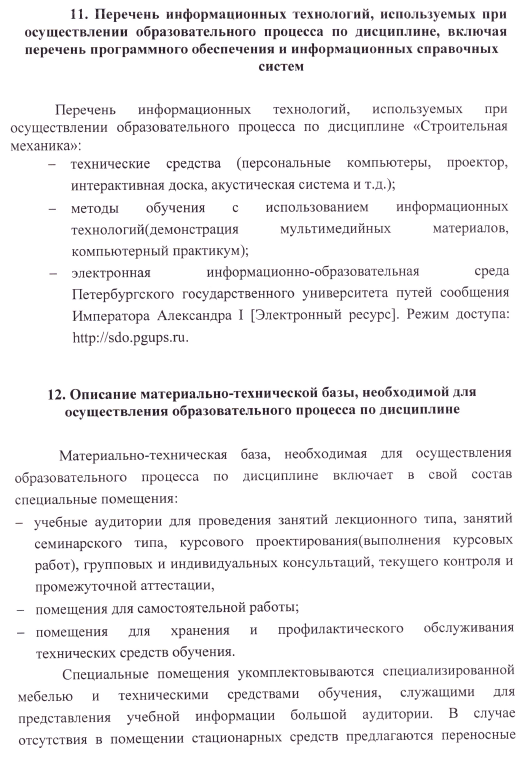 11. Перечень информационных технологий, используемых при
осуществлении образовательного процесса по дисциплине, включая
перечень программного обеспечения и информационных справочных
систем
Перечень информационных технологий, используемых при
осуществлении образовательного процесса по дисциплине «Строительная
механика»:
– технические средства (персональные компьютеры, проектор,
интерактивная доска, акустическая система и т.д.);
– методы обучения с использованием информационных
технологий(демонстрация мультимедийных материалов,
компьютерный практикум);
– электронная информационно-образовательная среда
Петербургского государственного университета путей сообщения
Императора Александра I [Электронный ресурс]. Режим доступа:
http://sdo.pgups.ru.
12. Описание материально-технической базы, необходимой для
осуществления образовательного процесса по дисциплине
Материально-техническая база, необходимая для осуществления
образовательного процесса по дисциплине включает в свой состав
специальные помещения:
– учебные аудитории для проведения занятий лекционного типа, занятий
семинарского типа, курсового проектирования(выполнения курсовых
работ), групповых и индивидуальных консультаций, текущего контроля и
промежуточной аттестации,
– помещения для самостоятельной работы;
– помещения для хранения и профилактического обслуживания
технических средств обучения.
Специальные помещения укомплектовываются специализированной
мебелью и техническими средствами обучения, служащими для
представления учебной информации большой аудитории. В случае
отсутствия в помещении стационарных средств предлагаются переносные